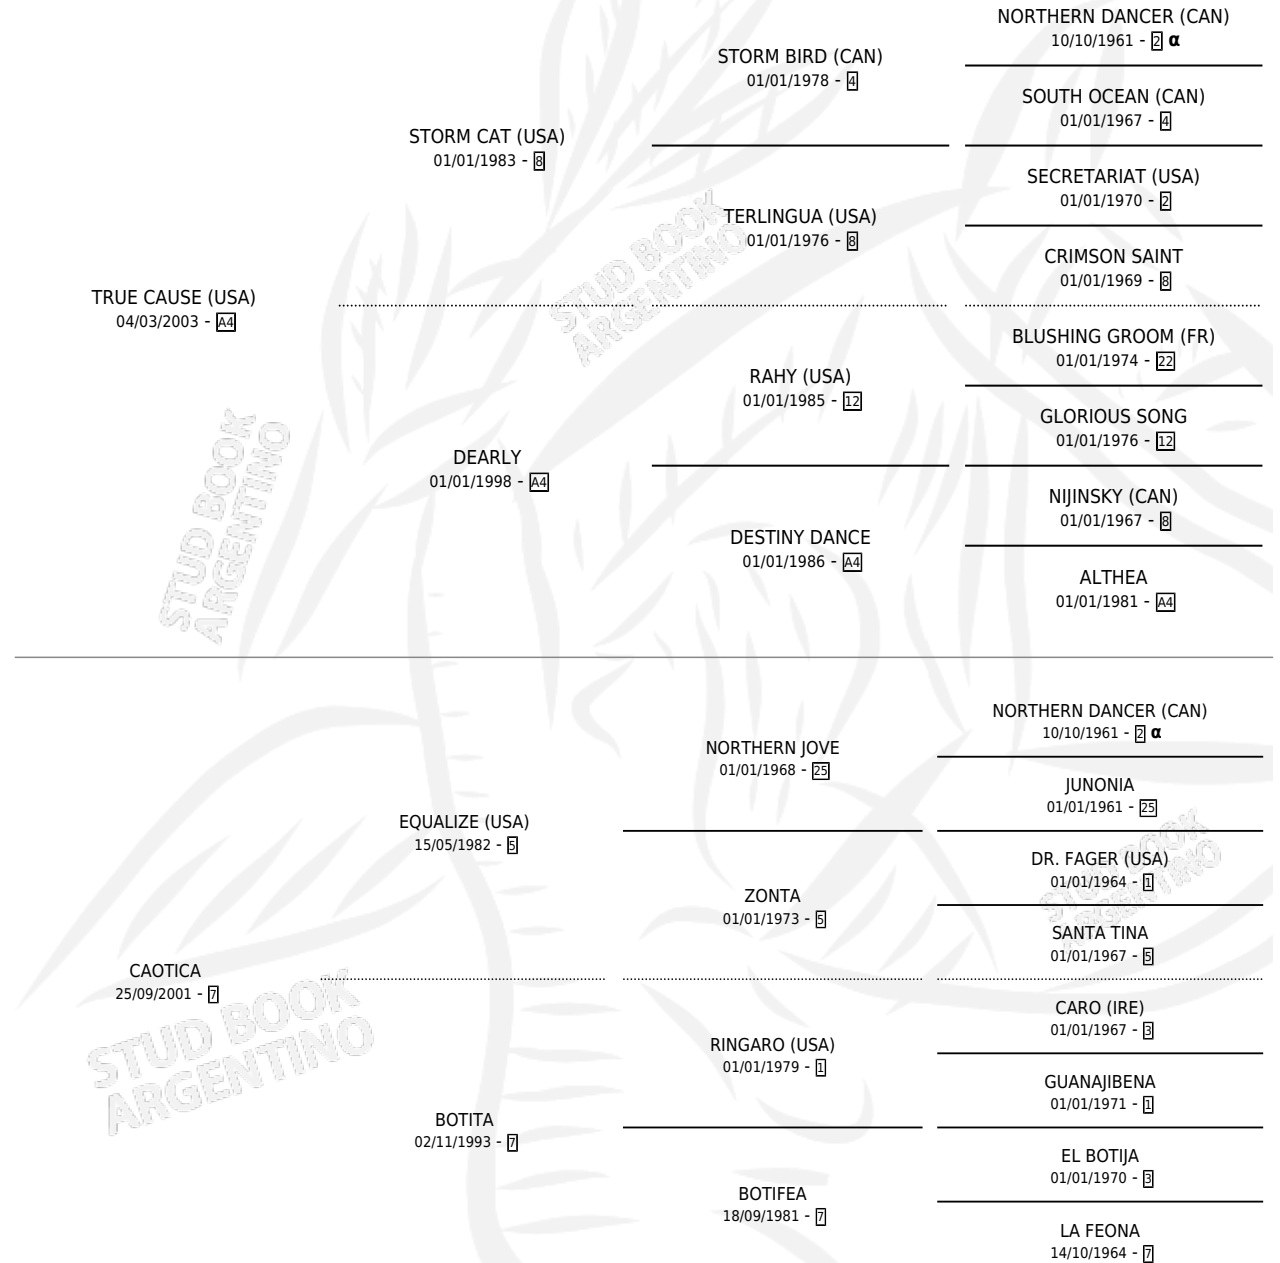 NORTHERN DANCER (CAN)
10/10/1961 - 2 α
STORM BIRD (CAN)
01/01/1978 - 4
SOUTH OCEAN (CAN)
01/01/1967 - 4
STORM CAT (USA)
01/01/1983 - 8
SECRETARIAT (USA)
01/01/1970 - 2
TERLINGUA (USA)
01/01/1976 - 8
CRIMSON SAINT
01/01/1969 - 8
TRUE CAUSE (USA)
04/03/2003 - A4
BLUSHING GROOM (FR)
01/01/1974 - 22
RAHY (USA)
01/01/1985 - 12
GLORIOUS SONG
01/01/1976 - 12
DEARLY
01/01/1998 - A4
NIJINSKY (CAN)
01/01/1967 - 8
DESTINY DANCE
01/01/1986 - A4
ALTHEA
01/01/1981 - A4
NORTHERN DANCER (CAN)
10/10/1961 - 2 α
NORTHERN JOVE
01/01/1968 - 25
JUNONIA
01/01/1961 - 25
EQUALIZE (USA)
15/05/1982 - 5
DR. FAGER (USA)
01/01/1964 - 1
ZONTA
01/01/1973 - 5
SANTA TINA
01/01/1967 - 5
CAOTICA
25/09/2001 - 7
CARO (IRE)
01/01/1967 - 3
RINGARO (USA)
01/01/1979 - 1
GUANAJIBENA
01/01/1971 - 1
BOTITA
02/11/1993 - 7
EL BOTIJA
01/01/1970 - 3
BOTIFEA
18/09/1981 - 7
LA FEONA
14/10/1964 - 7
STUD BOOK
ARGENTINO
STUD BOOK
ARGENTINO
STUD BOOK
ARGENTINO
STUD BOOK
ARGENTINO